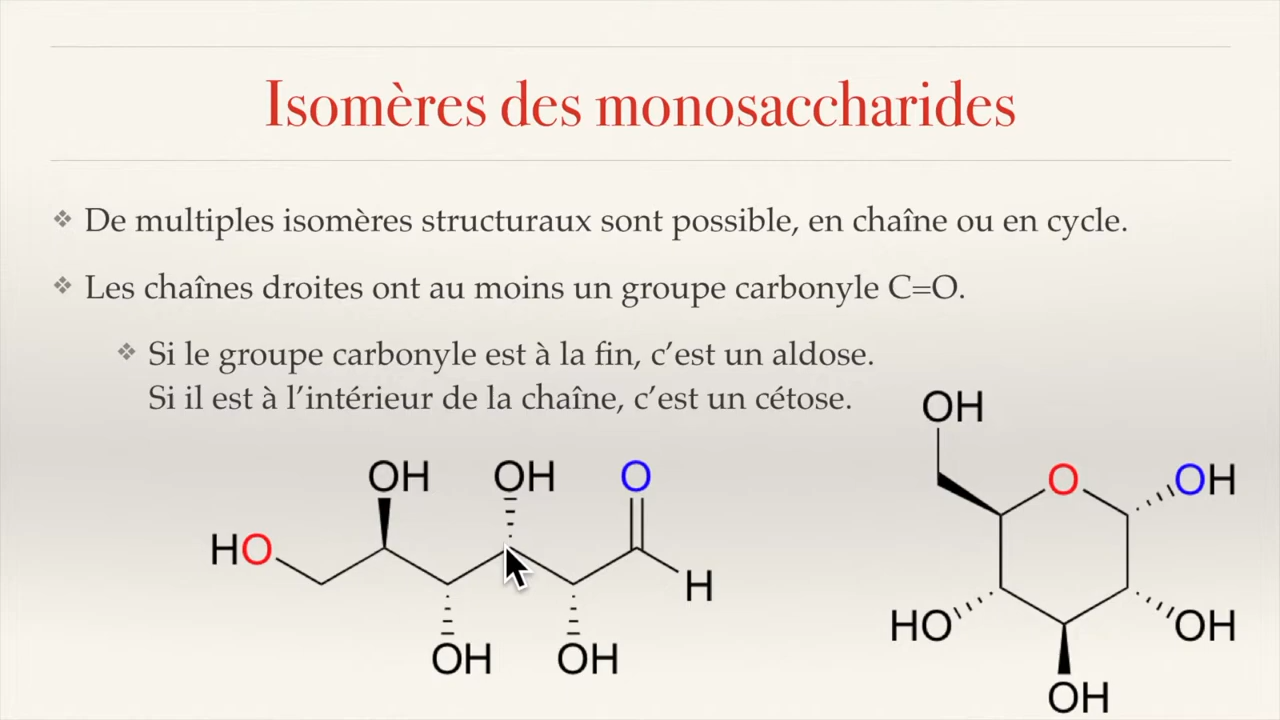 Isomères des monosaccharides
❖ De multiples isomères structuraux sont possible, en chaîne ou en cycle.
❖ Les chaînes droites ont au moins un groupe carbonyle C=O.
❖ Si le groupe carbonyle est à la fin, c’est un aldose.
Si il est à l’intérieur de la chaîne, c’est un cétose.
OH OH O
HO
H
OH OH
OH
O OH
HO OH
OH